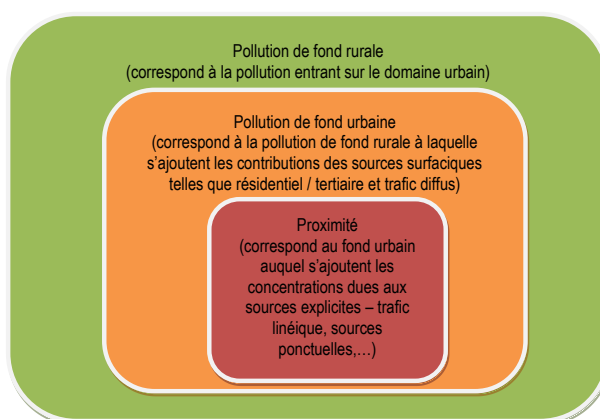 Pollution de fond rurale
(correspond à la pollution entrant sur le domaine urbain)
Pollution de fond urbaine
(correspond à la pollution de fond rurale à laquelle
s’ajoutent les contributions des sources surfaciques
telles que résidentiel / tertiaire et trafic diffus)
Proximité
(correspond au fond urbain
auquel s’ajoutent les
concentrations dues aux
sources explicites – trafic
linéique, sources
ponctuelles,…)